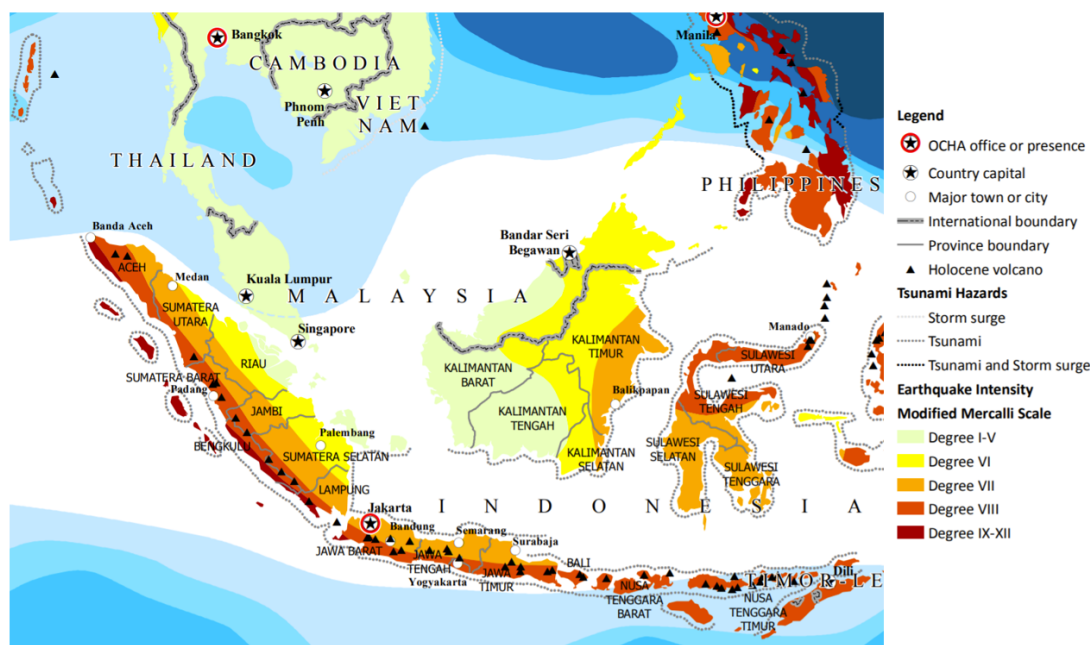 Bangkok
Manila
CAMBODIA
Phnom
Penh
VIET
NAM
THAILAND
PHILIPPINES
Banda Aceh
ACEH
Medan
SUMATERA
UTARA
Kuala Lumpur
MALAYSIA
Bandar Seri
Begawan
Singapore
RIAU
SUMATERA BARAT
Padang
JAMBI
BENGKULU
Palembang
SUMATERA SELATAN
LAMPUNG
KALIMANTAN
TIMUR
KALIMANTAN
BARAT
KALIMANTAN
TENGAH
Balikpapan
KALIMANTAN
SELATAN
Manado
SULAWESI
UTARA
SULAWESI
TENGAH
SULAWESI
SELATAN
SULAWESI
TENGGARA
INDONESIA
Jakarta
Bandung
Semarang
Surabaja
JAWA BARAT
JAWA
TENGAH
Yogyakarta
JAWA
TIMUR
BALI
NUSA
TENGGARA
BARAT
Dili
TIMOR-LE
NUSA
TENGGARA
TIMUR
Legend
OCHA office or presence
Country capital
Major town or city
International boundary
Province boundary
Holocene volcano
Tsunami Hazards
Storm surge
Tsunami
Tsunami and Storm surge
Earthquake Intensity
Modified Mercalli Scale
Degree I-V
Degree VI
Degree VII
Degree VIII
Degree IX-XII